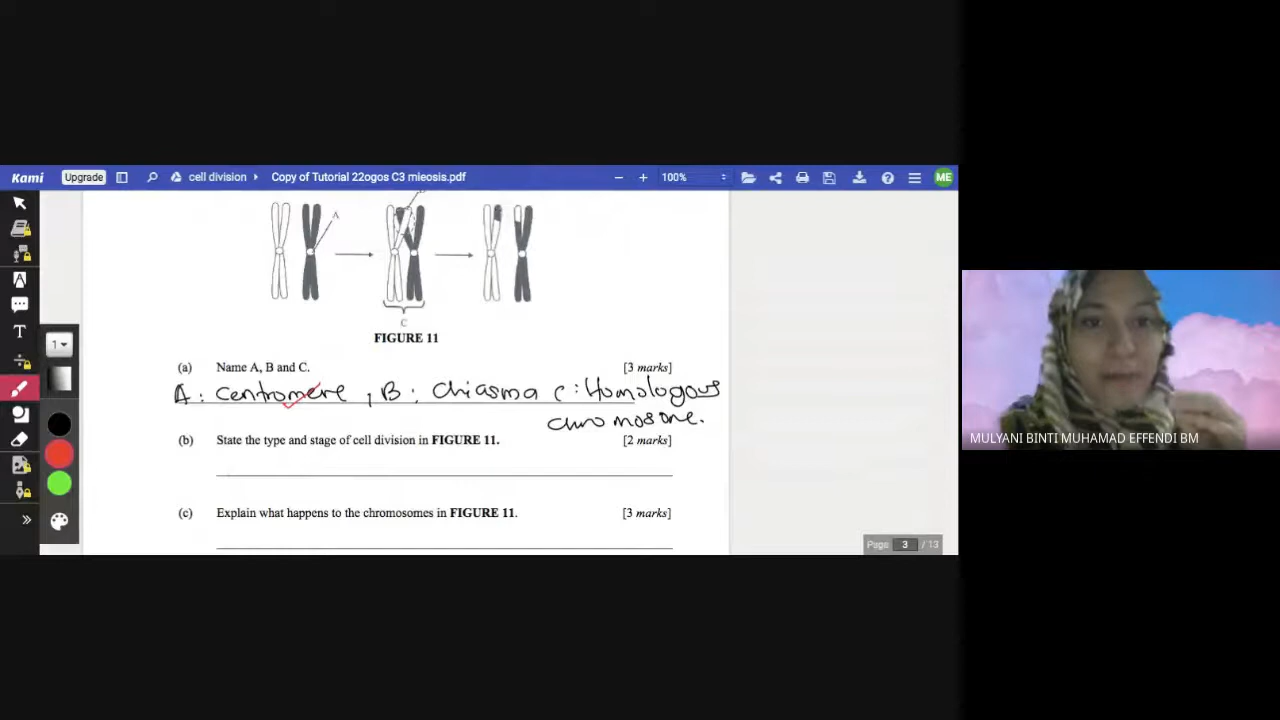 Kami Upgrade cell division Copy of Tutorial 22ogos C3 mieosis.pdf 100% ME
A
C
FIGURE 11
(a) Name A, B and C. [3 marks]
A : centromere , B : chiasma C : Homologous
chromosome.
(b) State the type and stage of cell division in FIGURE 11. [2 marks]
(c) Explain what happens to the chromosomes in FIGURE 11. [3 marks]
1
T
A
Page 3 / 13
MULYANI BINTI MUHAMAD EFFENDI BM